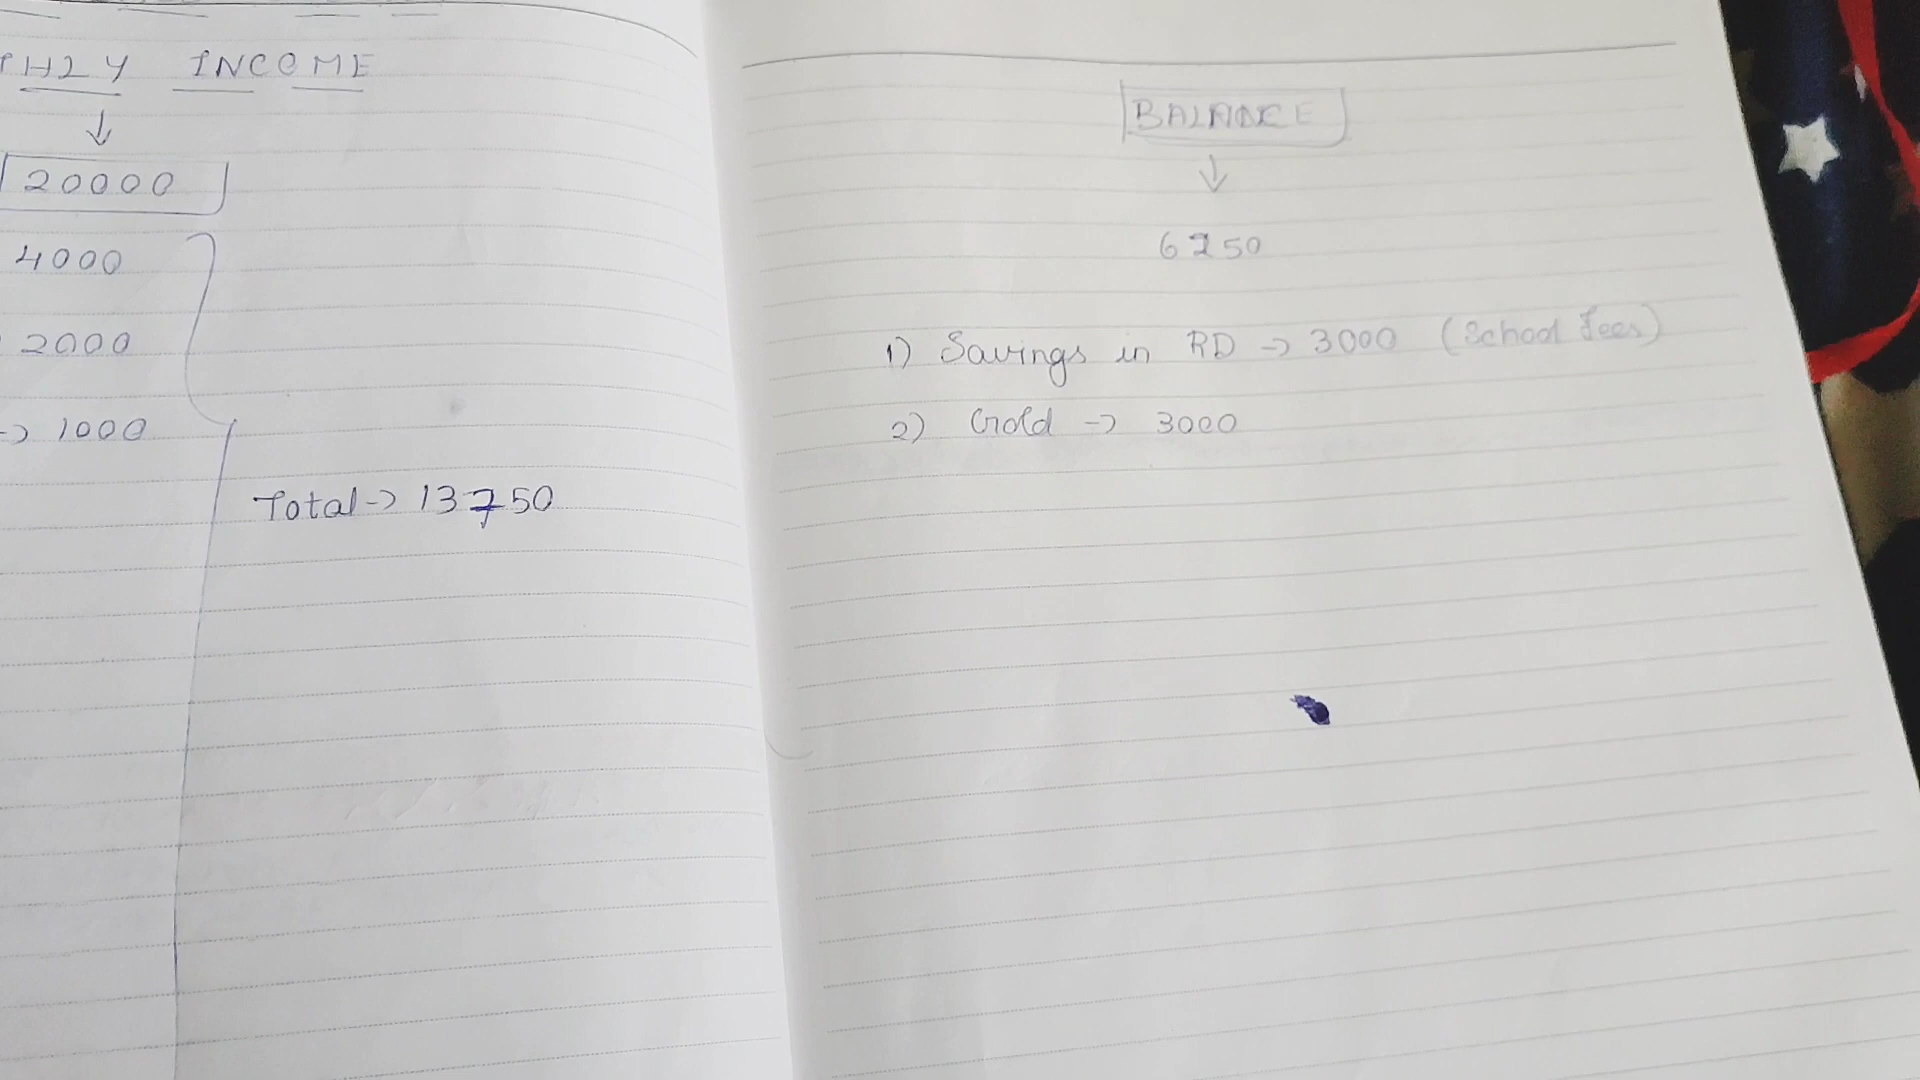 THLY INCOME
↓
20000
4000
2000
-> 1000
Total -> 13750
BALANCE
↓
6250
1) Savings in RD -> 3000 (School Fees)
2) Gold -> 3000